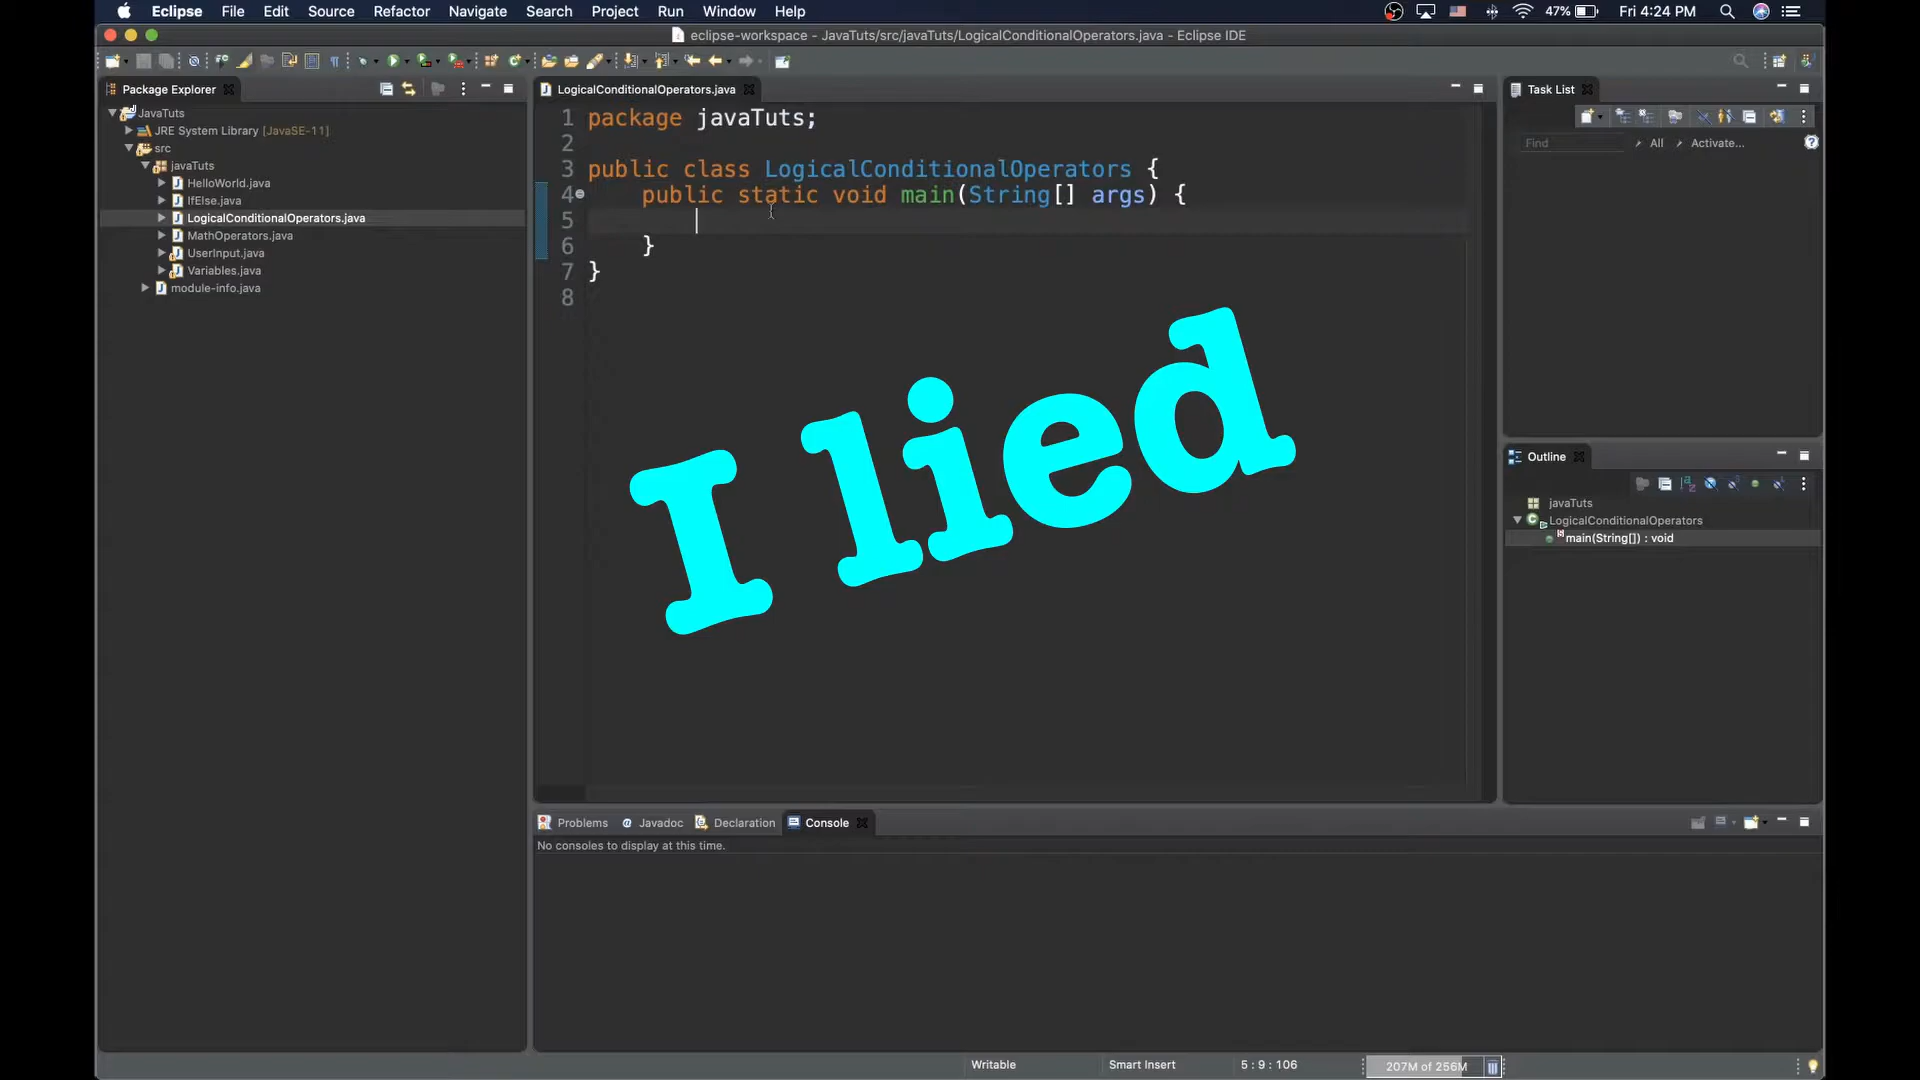 Eclipse File Edit Source Refactor Navigate Search Project Run Window Help 47% Fri 4:24 PM
eclipse-workspace - JavaTuts/src/javaTuts/LogicalConditionalOperators.java - Eclipse IDE
Package Explorer
JavaTuts
JRE System Library [JavaSE-11]
src
javaTuts
HelloWorld.java
IfElse.java
LogicalConditionalOperators.java
MathOperators.java
UserInput.java
Variables.java
module-info.java
LogicalConditionalOperators.java
1 package javaTuts;
2
3 public class LogicalConditionalOperators {
4 public static void main(String[] args) {
5
6 }
7 }
8
I lied
Task List
Find All Activate...
Outline
javaTuts
LogicalConditionalOperators
main(String[]) : void
Problems Javadoc Declaration Console
No consoles to display at this time.
Writable Smart Insert 5 : 9 : 106 207M of 256M